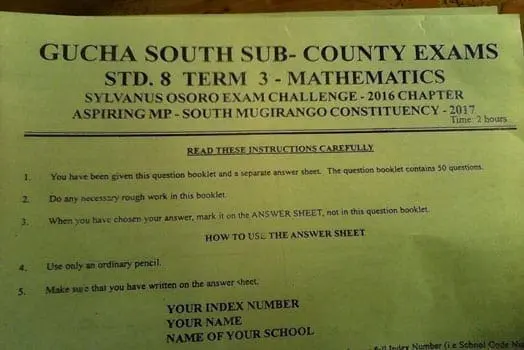 GUCHA SOUTH SUB- COUNTY EXAMS
STD. 8 TERM 3 - MATHEMATICS
SYLVANUS OSORO EXAM CHALLENGE - 2016 CHAPTER
ASPIRING MP - SOUTH MUGIRANGO CONSTITUENCY - 2017
Time: 2 hours
READ THESE INSTRUCTIONS CAREFULLY
1. You have been given this question booklet and a separate answer sheet. The question booklet contains 50 questions.
2. Do any necessary rough work in this booklet.
3. When you have chosen your answer, mark it on the ANSWER SHEET, not in this question booklet.
HOW TO USE THE ANSWER SHEET
4. Use only an ordinary pencil.
5. Make sure that you have written on the answer sheet.
YOUR INDEX NUMBER
YOUR NAME
NAME OF YOUR SCHOOL
Index Number (i.e School Code